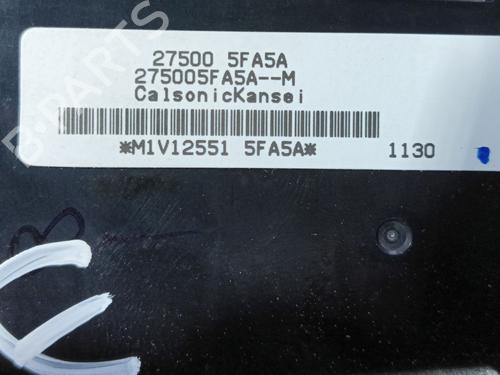 27500 5FA5A
275005FA5A--M
CalsonicKansei
*M1V12551 5FA5A* 1130
B-PARTS